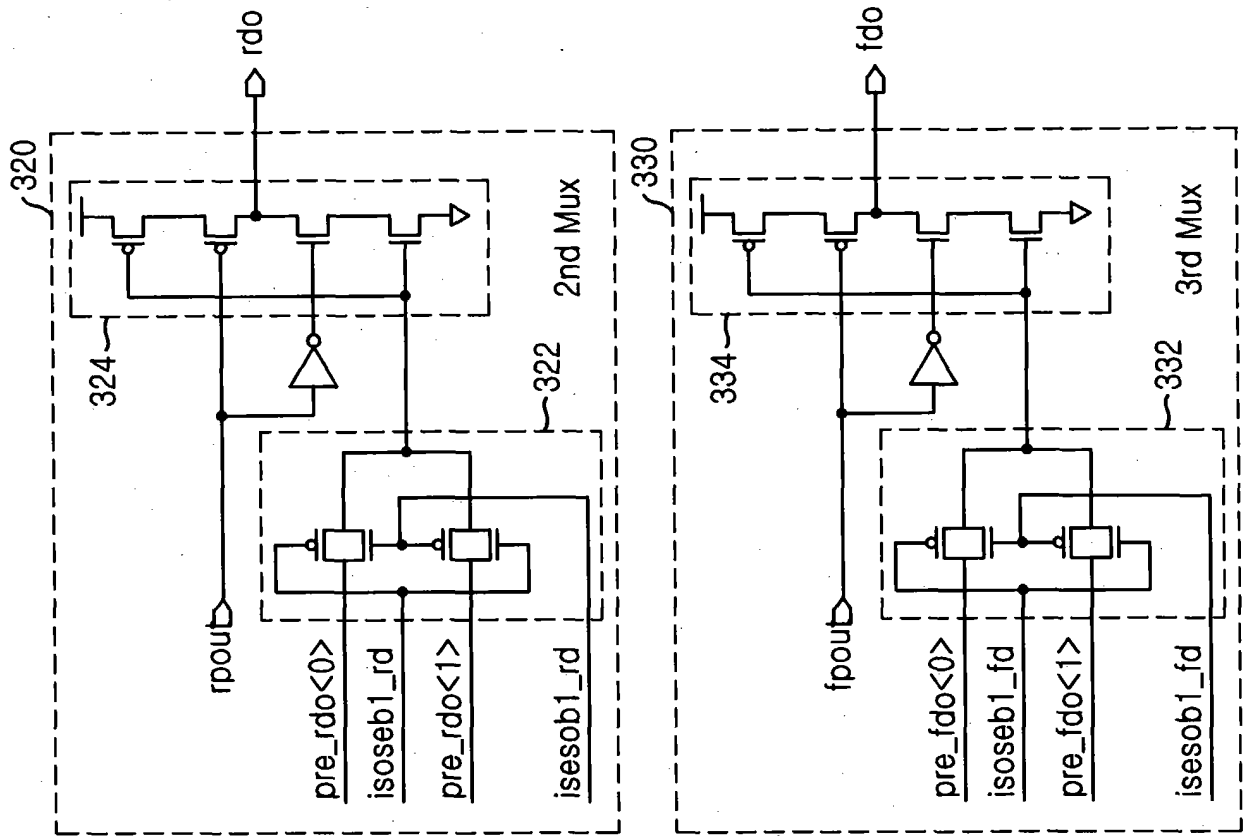 320
rdo
324
2nd Mux
rpout
322
pre_rdo<0>
isoseb1_rd
pre_rdo<1>
isesob1_rd
330
fdo
334
3rd Mux
fpout
332
pre_fdo<0>
isoseb1_fd
pre_fdo<1>
isesob1_fd